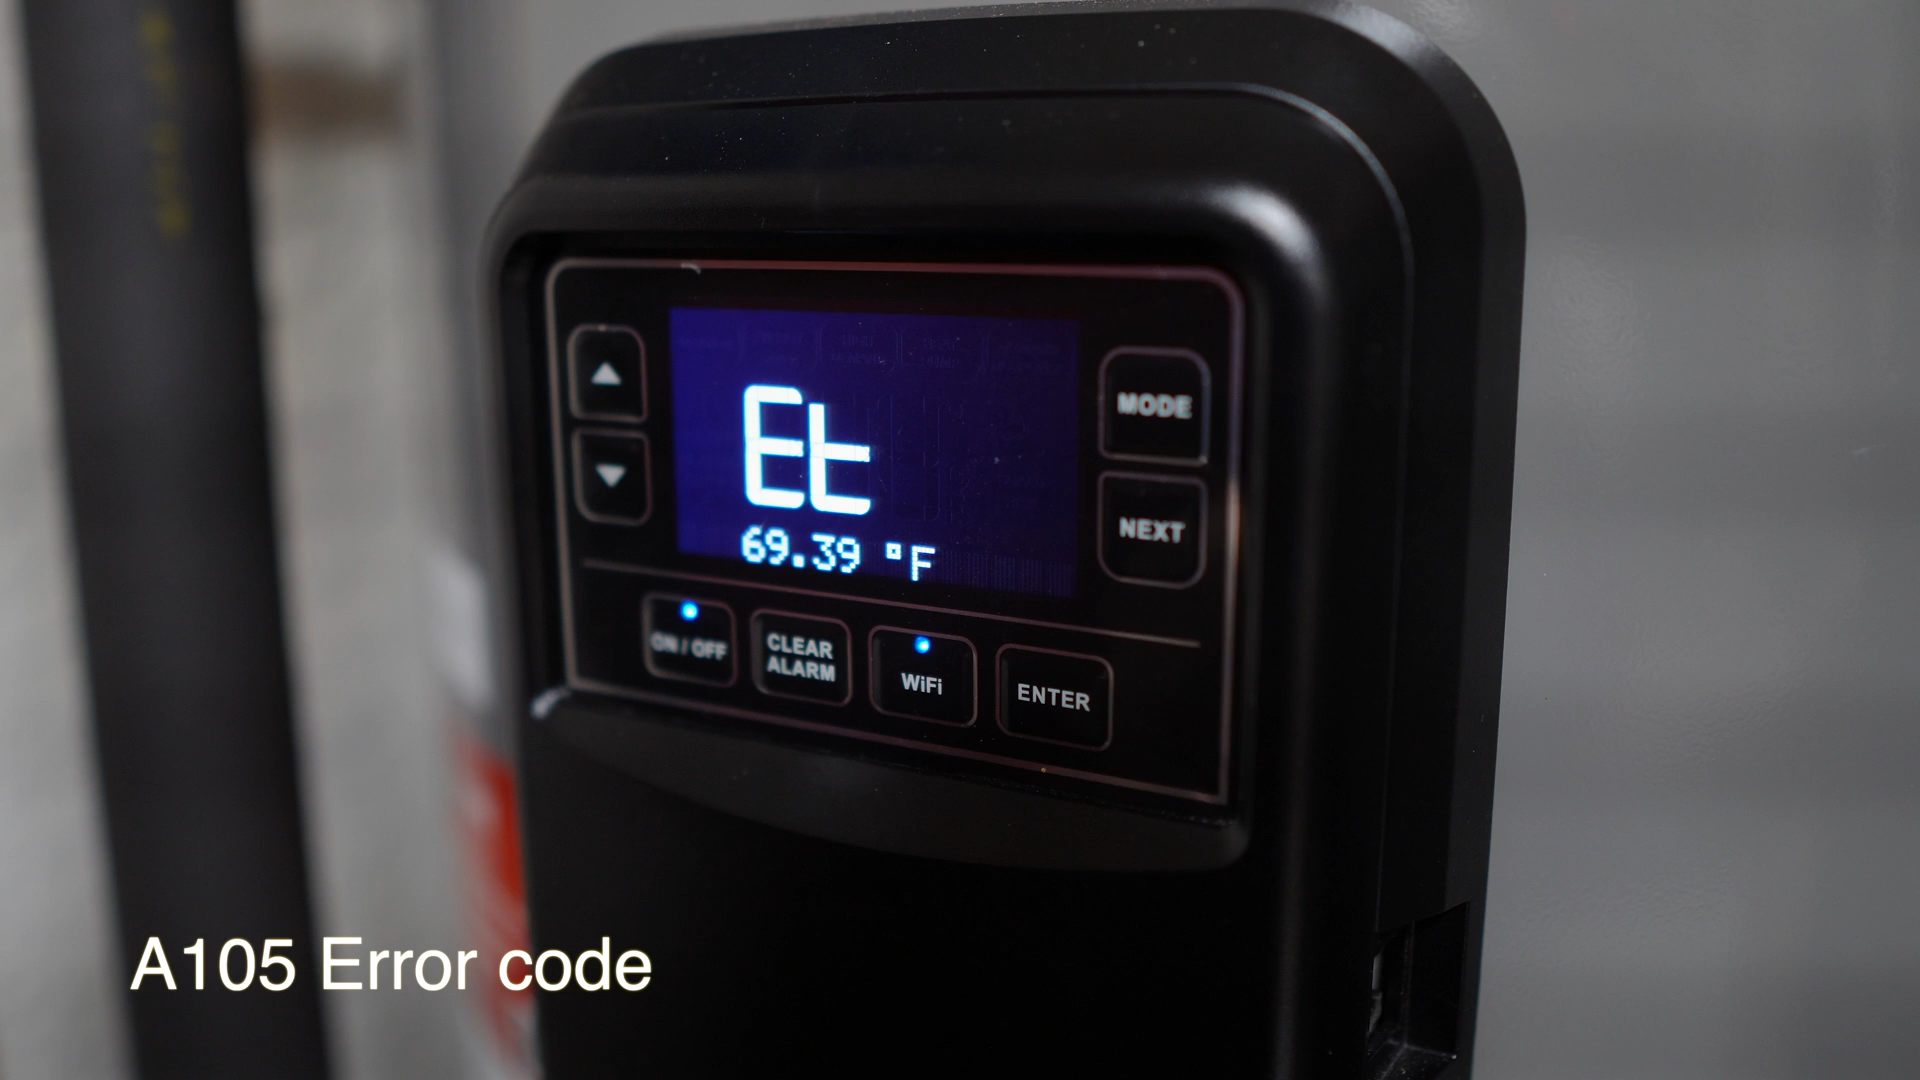 Et
69.39 °F
MODE
NEXT
ON / OFF
CLEAR
ALARM
WiFi
ENTER
A105 Error code